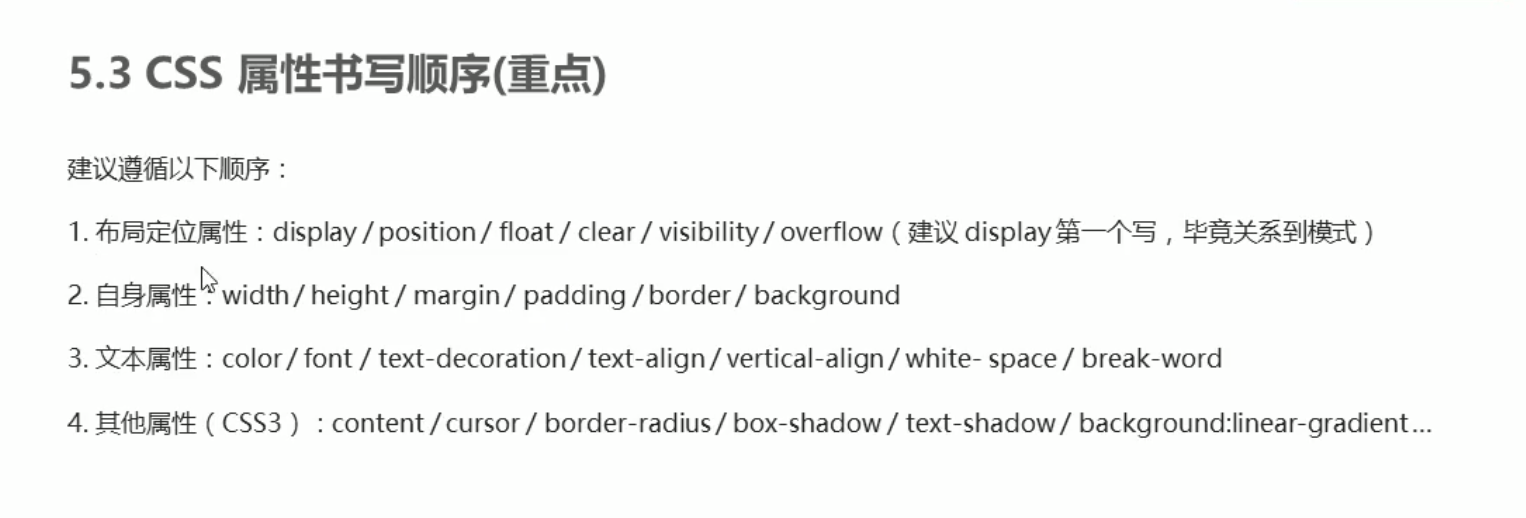 5.3 CSS 属性书写顺序(重点)
建议遵循以下顺序：
1. 布局定位属性：display / position / float / clear / visibility / overflow（建议 display 第一个写，毕竟关系到模式）
2. 自身属性：width / height / margin / padding / border / background
3. 文本属性：color / font / text-decoration / text-align / vertical-align / white- space / break-word
4. 其他属性（CSS3）：content / cursor / border-radius / box-shadow / text-shadow / background:linear-gradient…